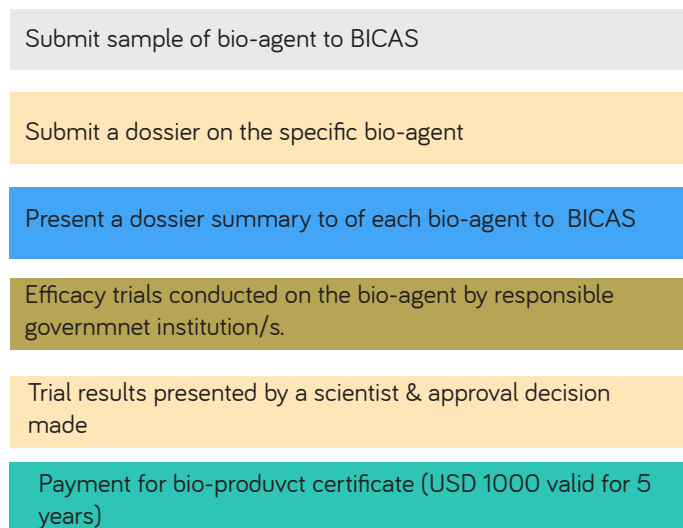 Submit sample of bio-agent to BICAS
Submit a dossier on the specific bio-agent
Present a dossier summary to of each bio-agent to BICAS
Efficacy trials conducted on the bio-agent by responsible
governmnet institution/s.
Trial results presented by a scientist & approval decision
made
Payment for bio-produvct certificate (USD 1000 valid for 5
years)